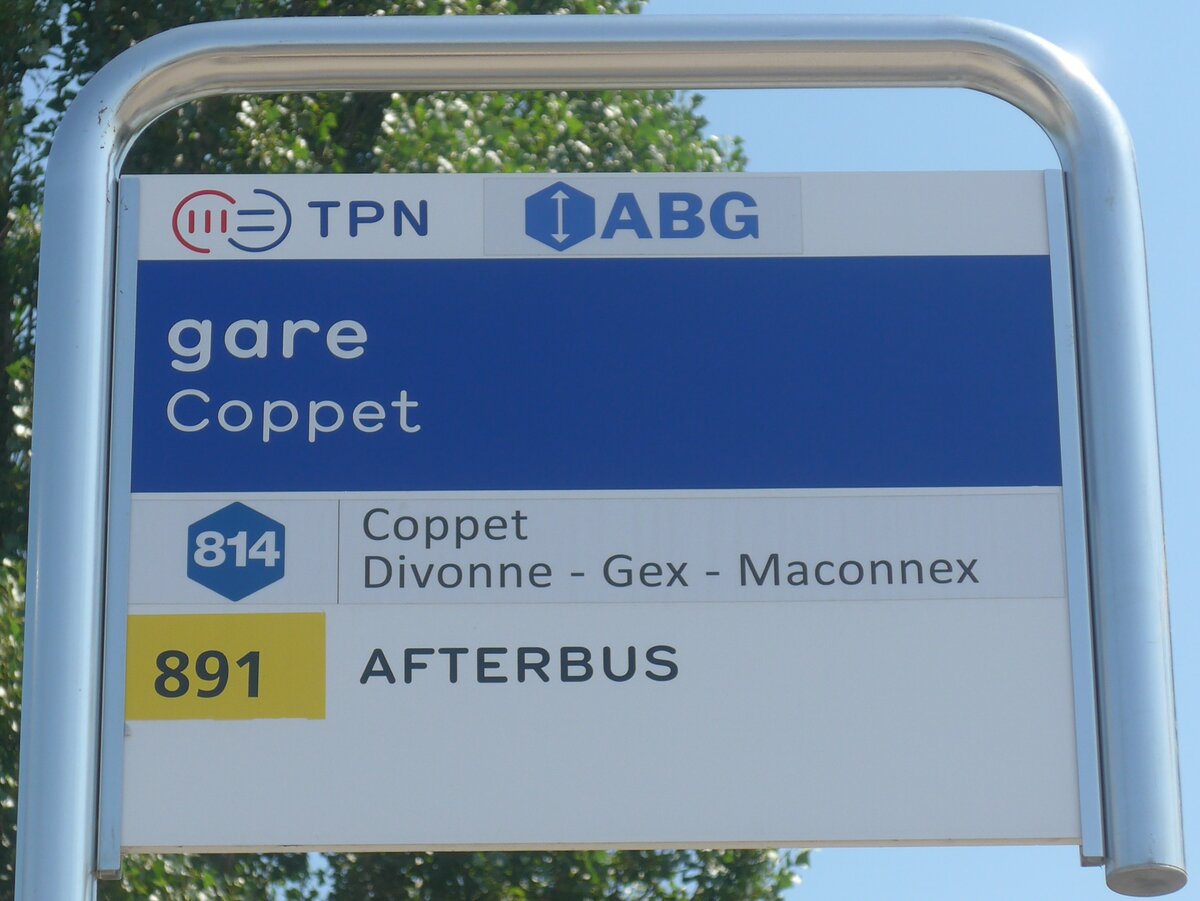 TPN ABG
gare
Coppet
814 Coppet
Divonne - Gex - Maconnex
891 AFTERBUS